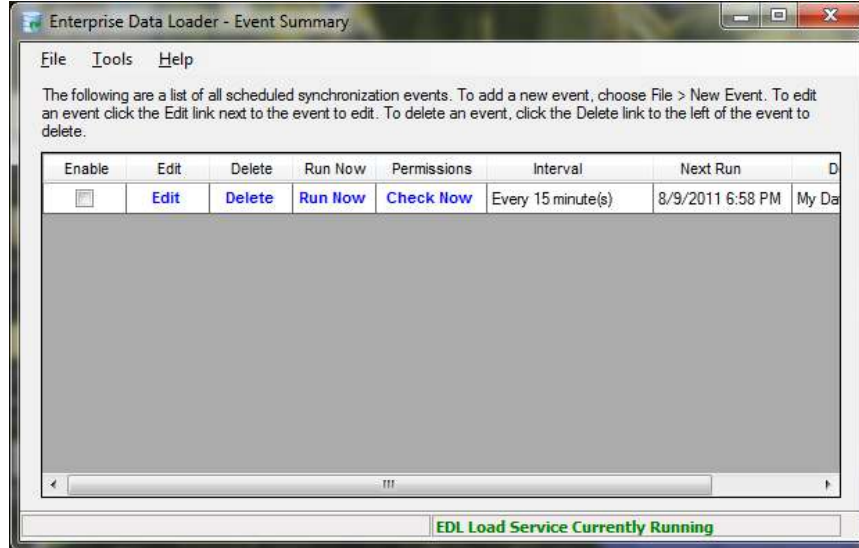 Enterprise Data Loader - Event Summary
File Tools Help
The following are a list of all scheduled synchronization events. To add a new event, choose File > New Event. To edit
an event click the Edit link next to the event to edit. To delete an event, click the Delete link to the left of the event to
delete.
Enable Edit Delete Run Now Permissions Interval Next Run D
Edit Delete Run Now Check Now Every 15 minute(s) 8/9/2011 6:58 PM My Da
EDL Load Service Currently Running